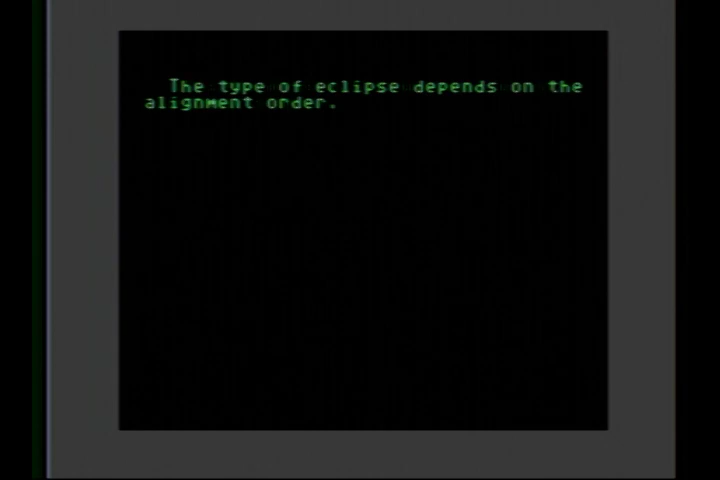 The type of eclipse depends on the
alignment order.